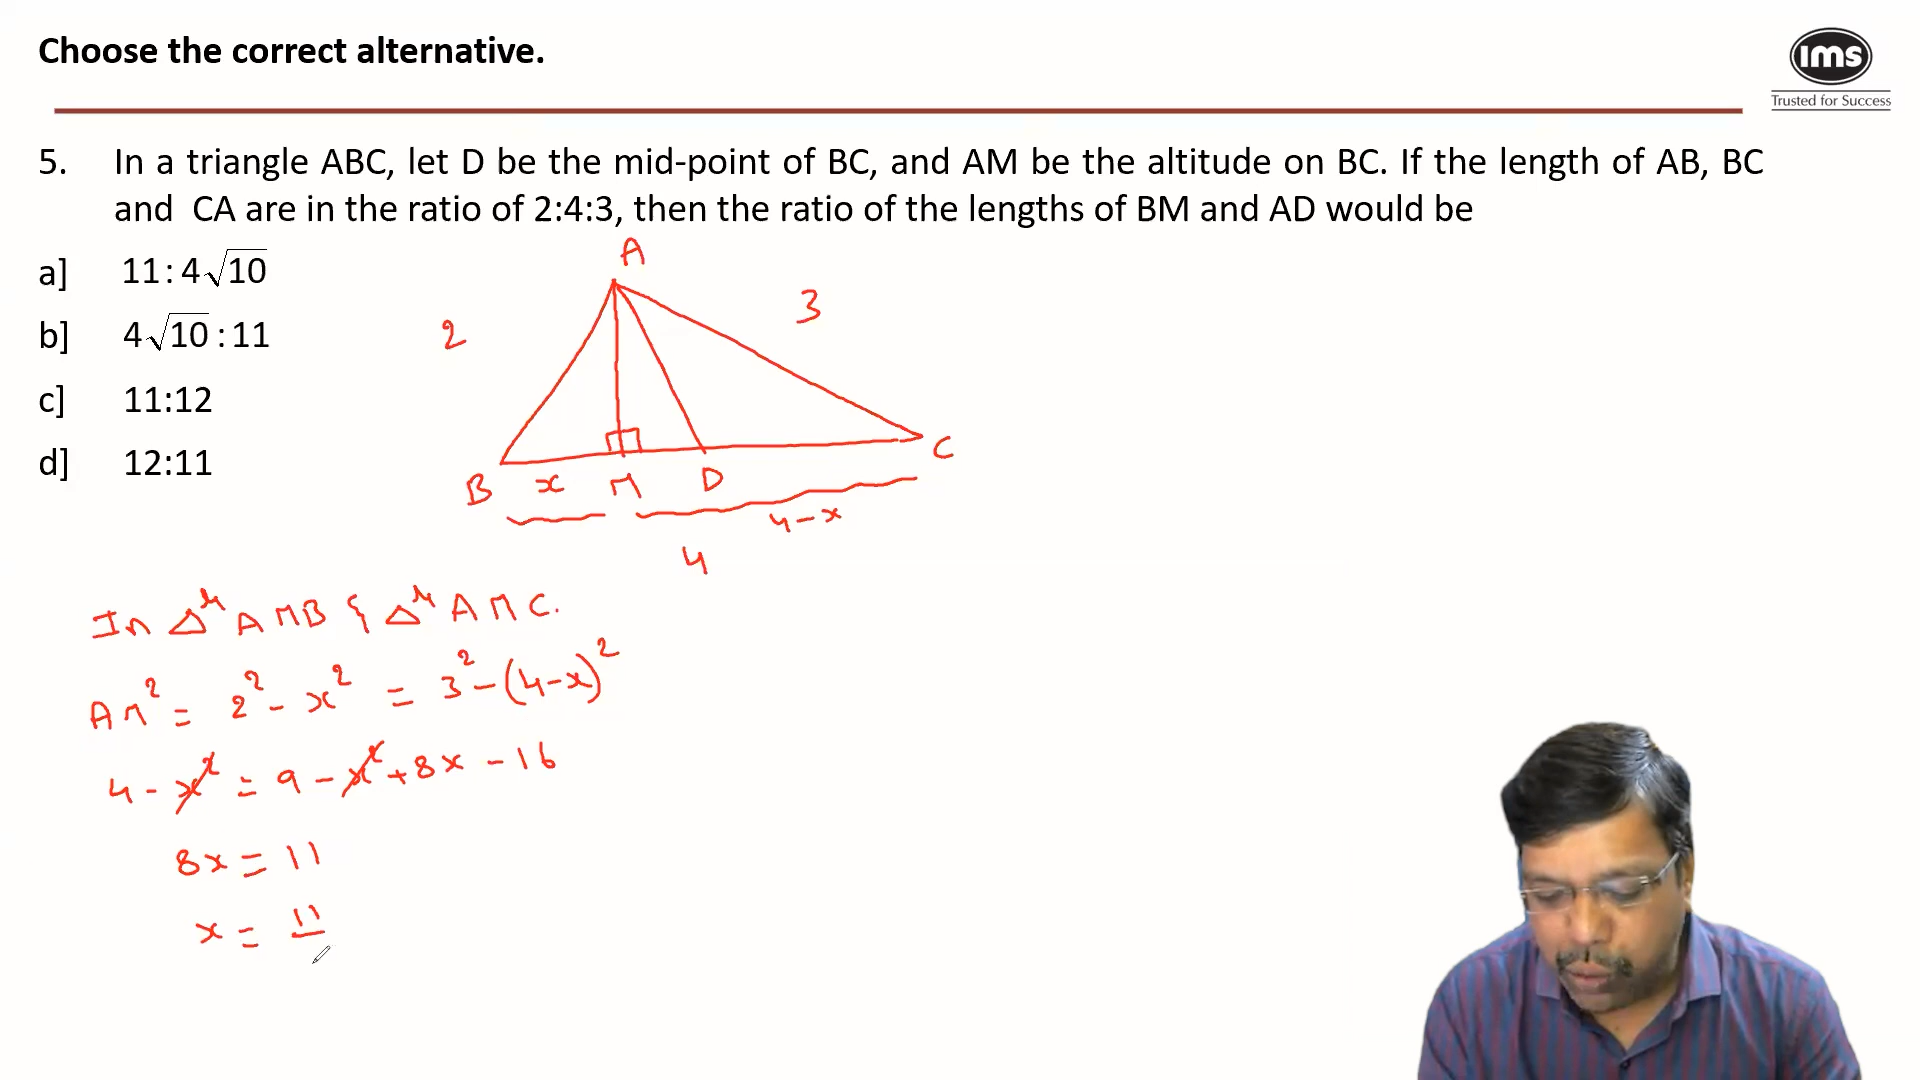 Choose the correct alternative.
ims
Trusted for Success
5. In a triangle ABC, let D be the mid-point of BC, and AM be the altitude on BC. If the length of AB, BC
and CA are in the ratio of 2:4:3, then the ratio of the lengths of BM and AD would be
a] 11:4√10
b] 4√10:11
c] 11:12
d] 12:11
A
2
3
B x M D C
4-x
4
In Δʳ AMB & Δʳ AMC.
AM² = 2² - x² = 3² - (4-x)²
4 - x² = 9 - x² + 8x - 16
8x = 11
x = 11